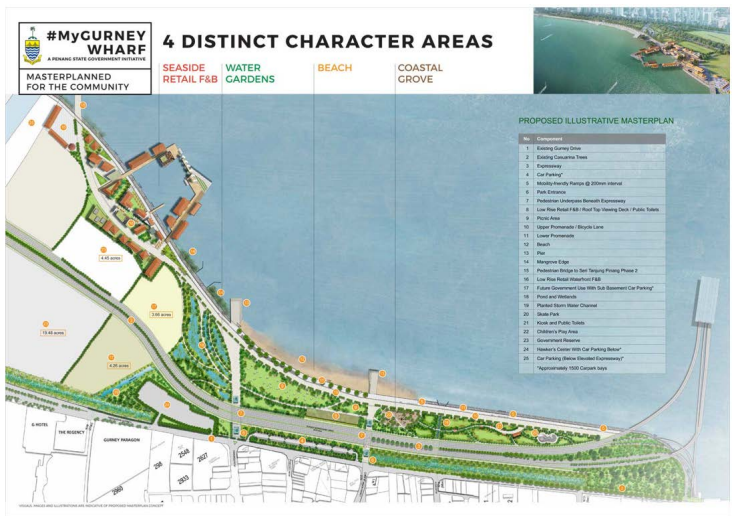 #MyGURNEY
WHARF
A PENANG STATE GOVERNMENT INITIATIVE
MASTERPLANNED
FOR THE COMMUNITY
4 DISTINCT CHARACTER AREAS
SEASIDE
RETAIL F&B
WATER
GARDENS
BEACH
COASTAL
GROVE
PROPOSED ILLUSTRATIVE MASTERPLAN
No Component
1 Existing Gurney Drive
2 Existing Casuarina Trees
3 Expressway
4 Car Parking*
5 Mobility-friendly Ramps @ 200mm interval
6 Park Entrance
7 Pedestrian Underpass Beneath Expressway
8 Low Rise Retail F&B / Roof Top Viewing Deck / Public Toilets
9 Picnic Area
10 Upper Promenade / Bicycle Lane
11 Lower Promenade
12 Beach
13 Pier
14 Mangrove Edge
15 Pedestrian Bridge to Seri Tanjung Pinang Phase 2
16 Low Rise Retail Waterfront F&B
17 Future Government Use With Sub Basement Car Parking*
18 Pond and Wetlands
19 Planted Storm Water Channel
20 Skate Park
21 Kiosk and Public Toilets
22 Children's Play Area
23 Government Reserve
24 Hawker's Center With Car Parking Below*
25 Car Parking (Below Elevated Expressway)*
*Approximately 1500 Carpark bays
4.45 acres
3.66 acres
4.95 acres
G HOTEL
THE REGENCY
GURNEY PARAGON
298
2548
2627
2933
2963
VISUALS, IMAGES AND ILLUSTRATIONS ARE INDICATIVE OF PROPOSED MASTERPLAN CONCEPT